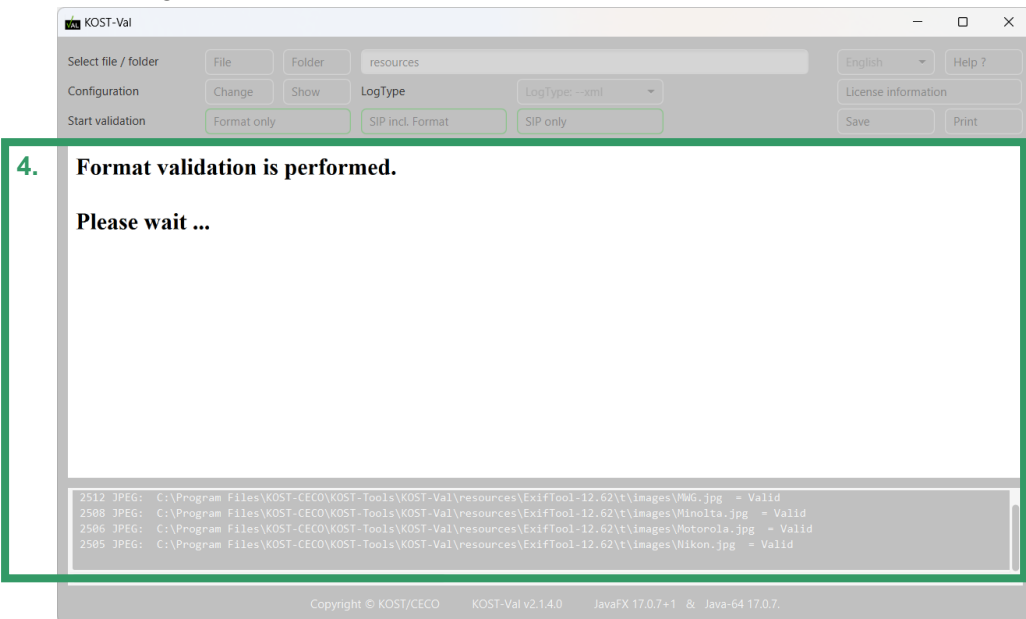 KOST-Val
Select file / folder File Folder resources English Help ?
Configuration Change Show LogType LogType: --xml License information
Start validation Format only SIP incl. Format SIP only Save Print
4.
Format validation is performed.
Please wait ...
2512 JPEG: C:\Program Files\KOST-CECO\KOST-Tools\KOST-Val\resources\ExifTool-12.62\t\images\MWG.jpg = Valid
2508 JPEG: C:\Program Files\KOST-CECO\KOST-Tools\KOST-Val\resources\ExifTool-12.62\t\images\Minolta.jpg = Valid
2506 JPEG: C:\Program Files\KOST-CECO\KOST-Tools\KOST-Val\resources\ExifTool-12.62\t\images\Motorola.jpg = Valid
2505 JPEG: C:\Program Files\KOST-CECO\KOST-Tools\KOST-Val\resources\ExifTool-12.62\t\images\Nikon.jpg = Valid
Copyright © KOST/CECO KOST-Val v2.1.4.0 JavaFX 17.0.7+1 & Java-64 17.0.7.